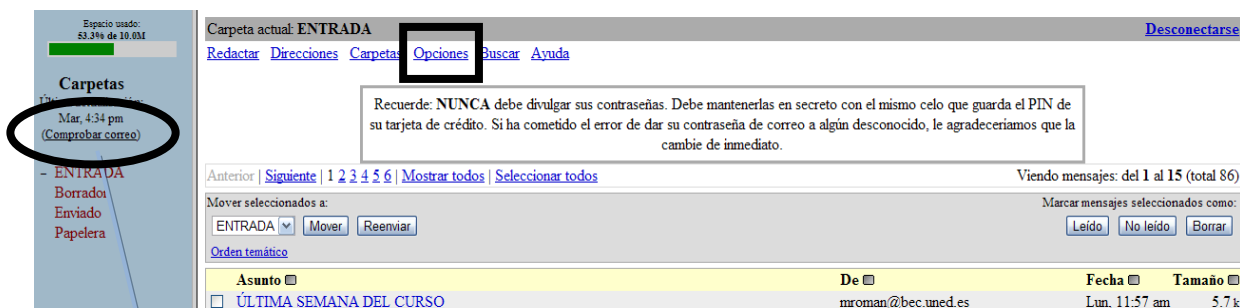 Espacio usado:
53.3% de 10.0M
Carpetas
Mar, 4:34 pm
(Comprobar correo)
- ENTRADA
Borrador
Enviado
Papelera
Carpeta actual: ENTRADA
Desconectarse
Redactar Direcciones Carpetas Opciones Buscar Ayuda
Recuerde: NUNCA debe divulgar sus contraseñas. Debe mantenerlas en secreto con el mismo celo que guarda el PIN de
su tarjeta de crédito. Si ha cometido el error de dar su contraseña de correo a algún desconocido, le agradeceriamos que la
cambie de inmediato.
Anterior | Siguiente | 1 2 3 4 5 6 | Mostrar todos | Seleccionar todos
Viendo mensajes: del 1 al 15 (total 86)
Mover seleccionados a:
Marcar mensajes seleccionados como:
ENTRADA Mover Reenviar
Leído No leído Borrar
Orden temático
Asunto De Fecha Tamaño
ÚLTIMA SEMANA DEL CURSO mroman@bec.uned.es Lun, 11:57 am 5.7 k